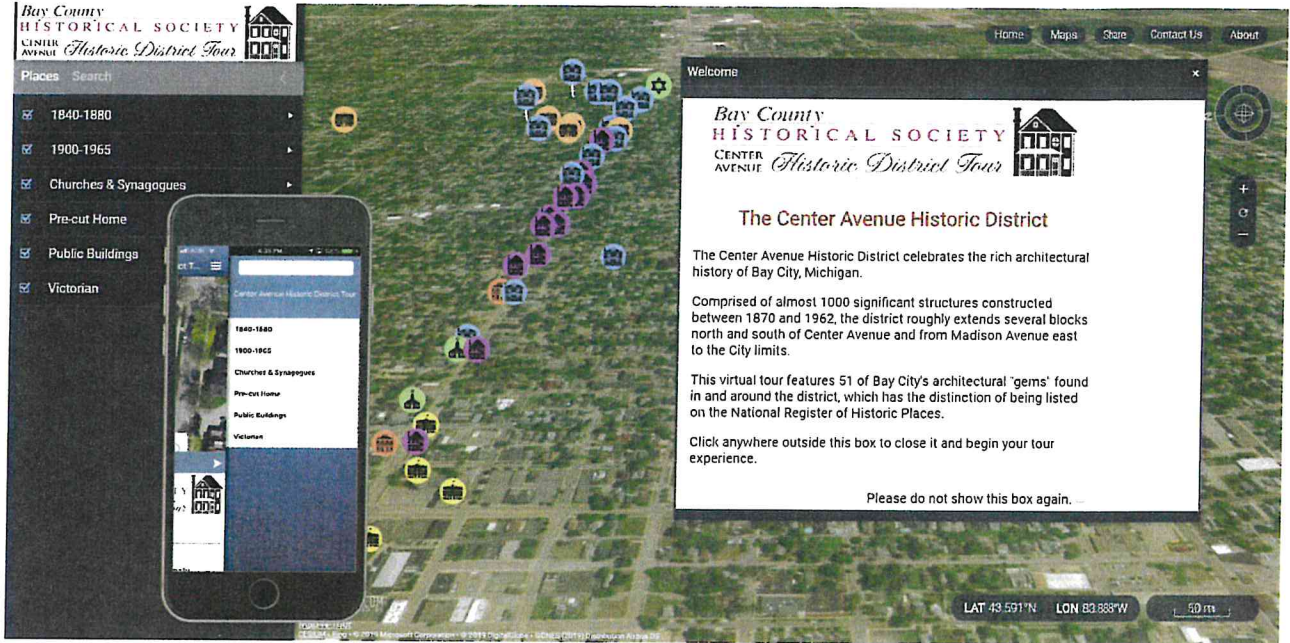 Bay County
HISTORICAL SOCIETY
CENTER
AVENUE Historic District Tour
Places Search
1840-1880
1900-1965
Churches & Synagogues
Pre-cut Home
Public Buildings
Victorian
4:35 PM
ct T...
Center Avenue Historic District Tour
1840-1880
1900-1965
Churches & Synagogues
Pre-cut Home
Public Buildings
Victorian
Home Maps Share Contact Us About
Welcome
Bay County
HISTORICAL SOCIETY
CENTER
AVENUE Historic District Tour
The Center Avenue Historic District
The Center Avenue Historic District celebrates the rich architectural
history of Bay City, Michigan.
Comprised of almost 1000 significant structures constructed
between 1870 and 1962, the district roughly extends several blocks
north and south of Center Avenue and from Madison Avenue east
to the City limits.
This virtual tour features 51 of Bay City's architectural "gems" found
in and around the district, which has the distinction of being listed
on the National Register of Historic Places.
Click anywhere outside this box to close it and begin your tour
experience.
Please do not show this box again.
LAT 43.591°N LON 83.888°W 50 m
Microsoft Corporation